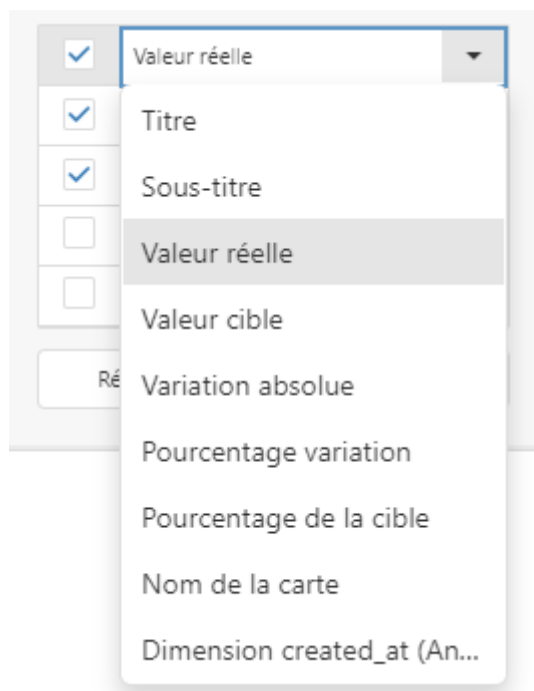 Valeur réelle
Titre
Sous-titre
Valeur réelle
Valeur cible
Ré
Variation absolue
Pourcentage variation
Pourcentage de la cible
Nom de la carte
Dimension created_at (An...